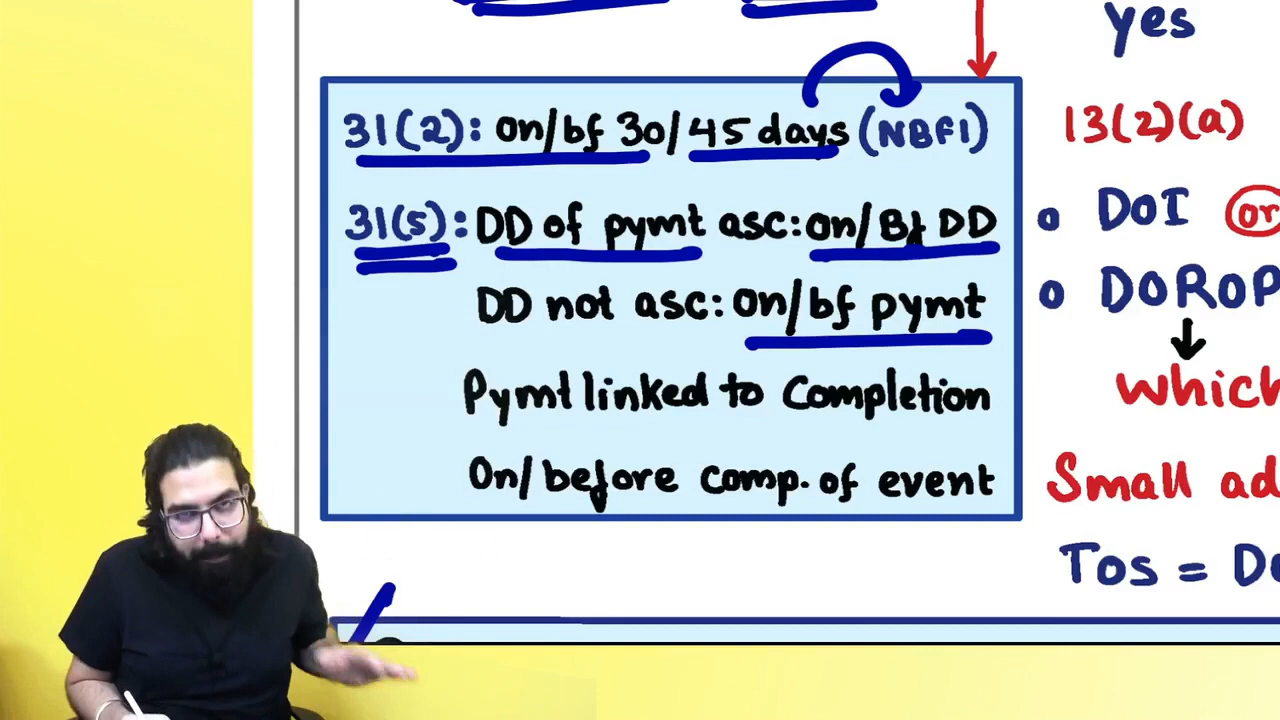 31(2): on/bf 30/45 days (NBFI)
31(5): DD of pymt asc: on/Bf DD
DD not asc: on/bf pymt
Pymt linked to Completion
On/before comp. of event
yes
13(2)(a)
o DOI or
o DOROP
which
Small ad
TOS = DO